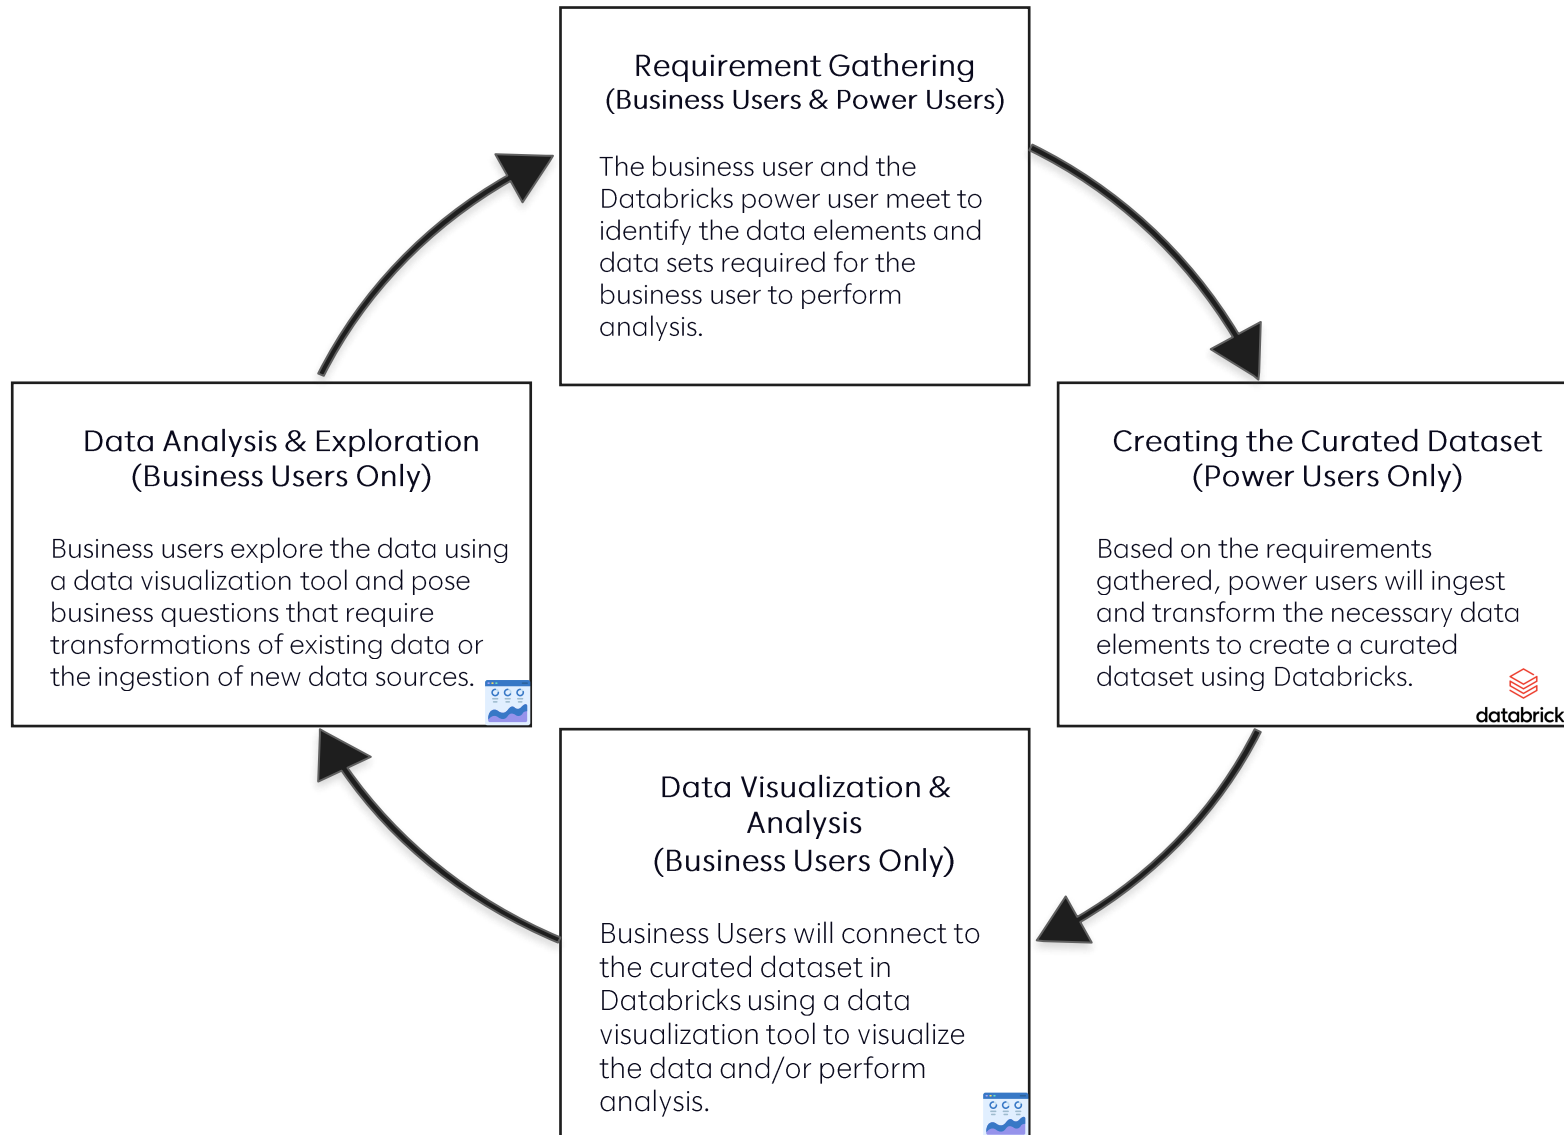 Requirement Gathering
(Business Users & Power Users)
The business user and the
Databricks power user meet to
identify the data elements and
data sets required for the
business user to perform
analysis.
Data Analysis & Exploration
(Business Users Only)
Business users explore the data using
a data visualization tool and pose
business questions that require
transformations of existing data or
the ingestion of new data sources.
Creating the Curated Dataset
(Power Users Only)
Based on the requirements
gathered, power users will ingest
and transform the necessary data
elements to create a curated
dataset using Databricks.
databrick
Data Visualization &
Analysis
(Business Users Only)
Business Users will connect to
the curated dataset in
Databricks using a data
visualization tool to visualize
the data and/or perform
analysis.